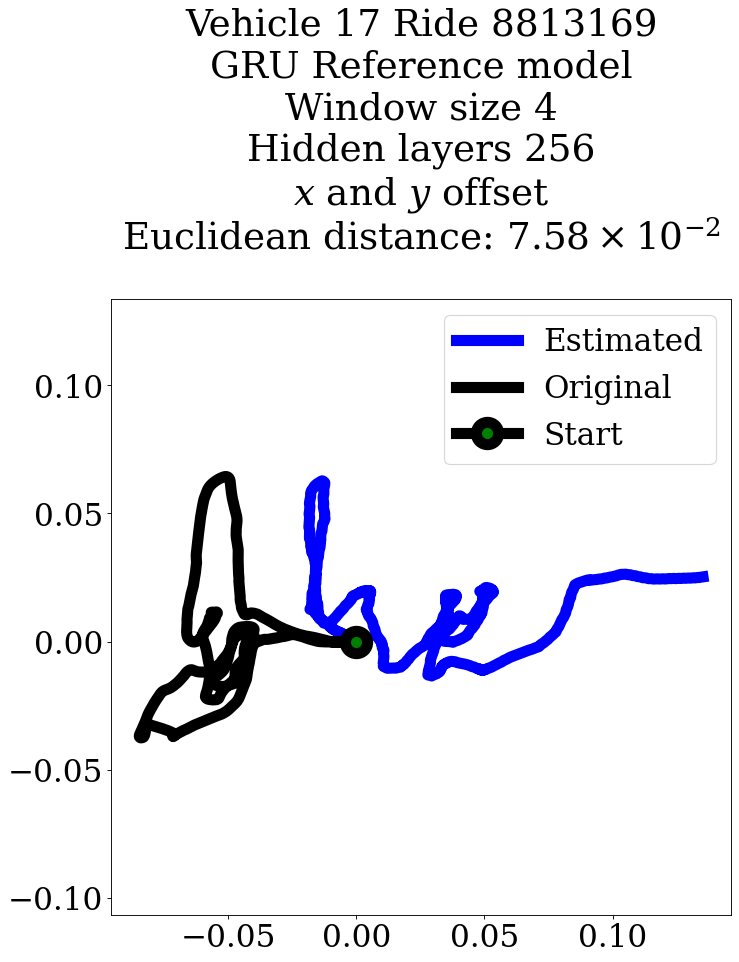 Vehicle 17 Ride 8813169
GRU Reference model
Window size 4
Hidden layers 256
x and y offset
Euclidean distance: 7.58 × 10⁻²
Estimated
Original
Start
0.10
0.05
0.00
−0.05
−0.10
−0.05 0.00 0.05 0.10